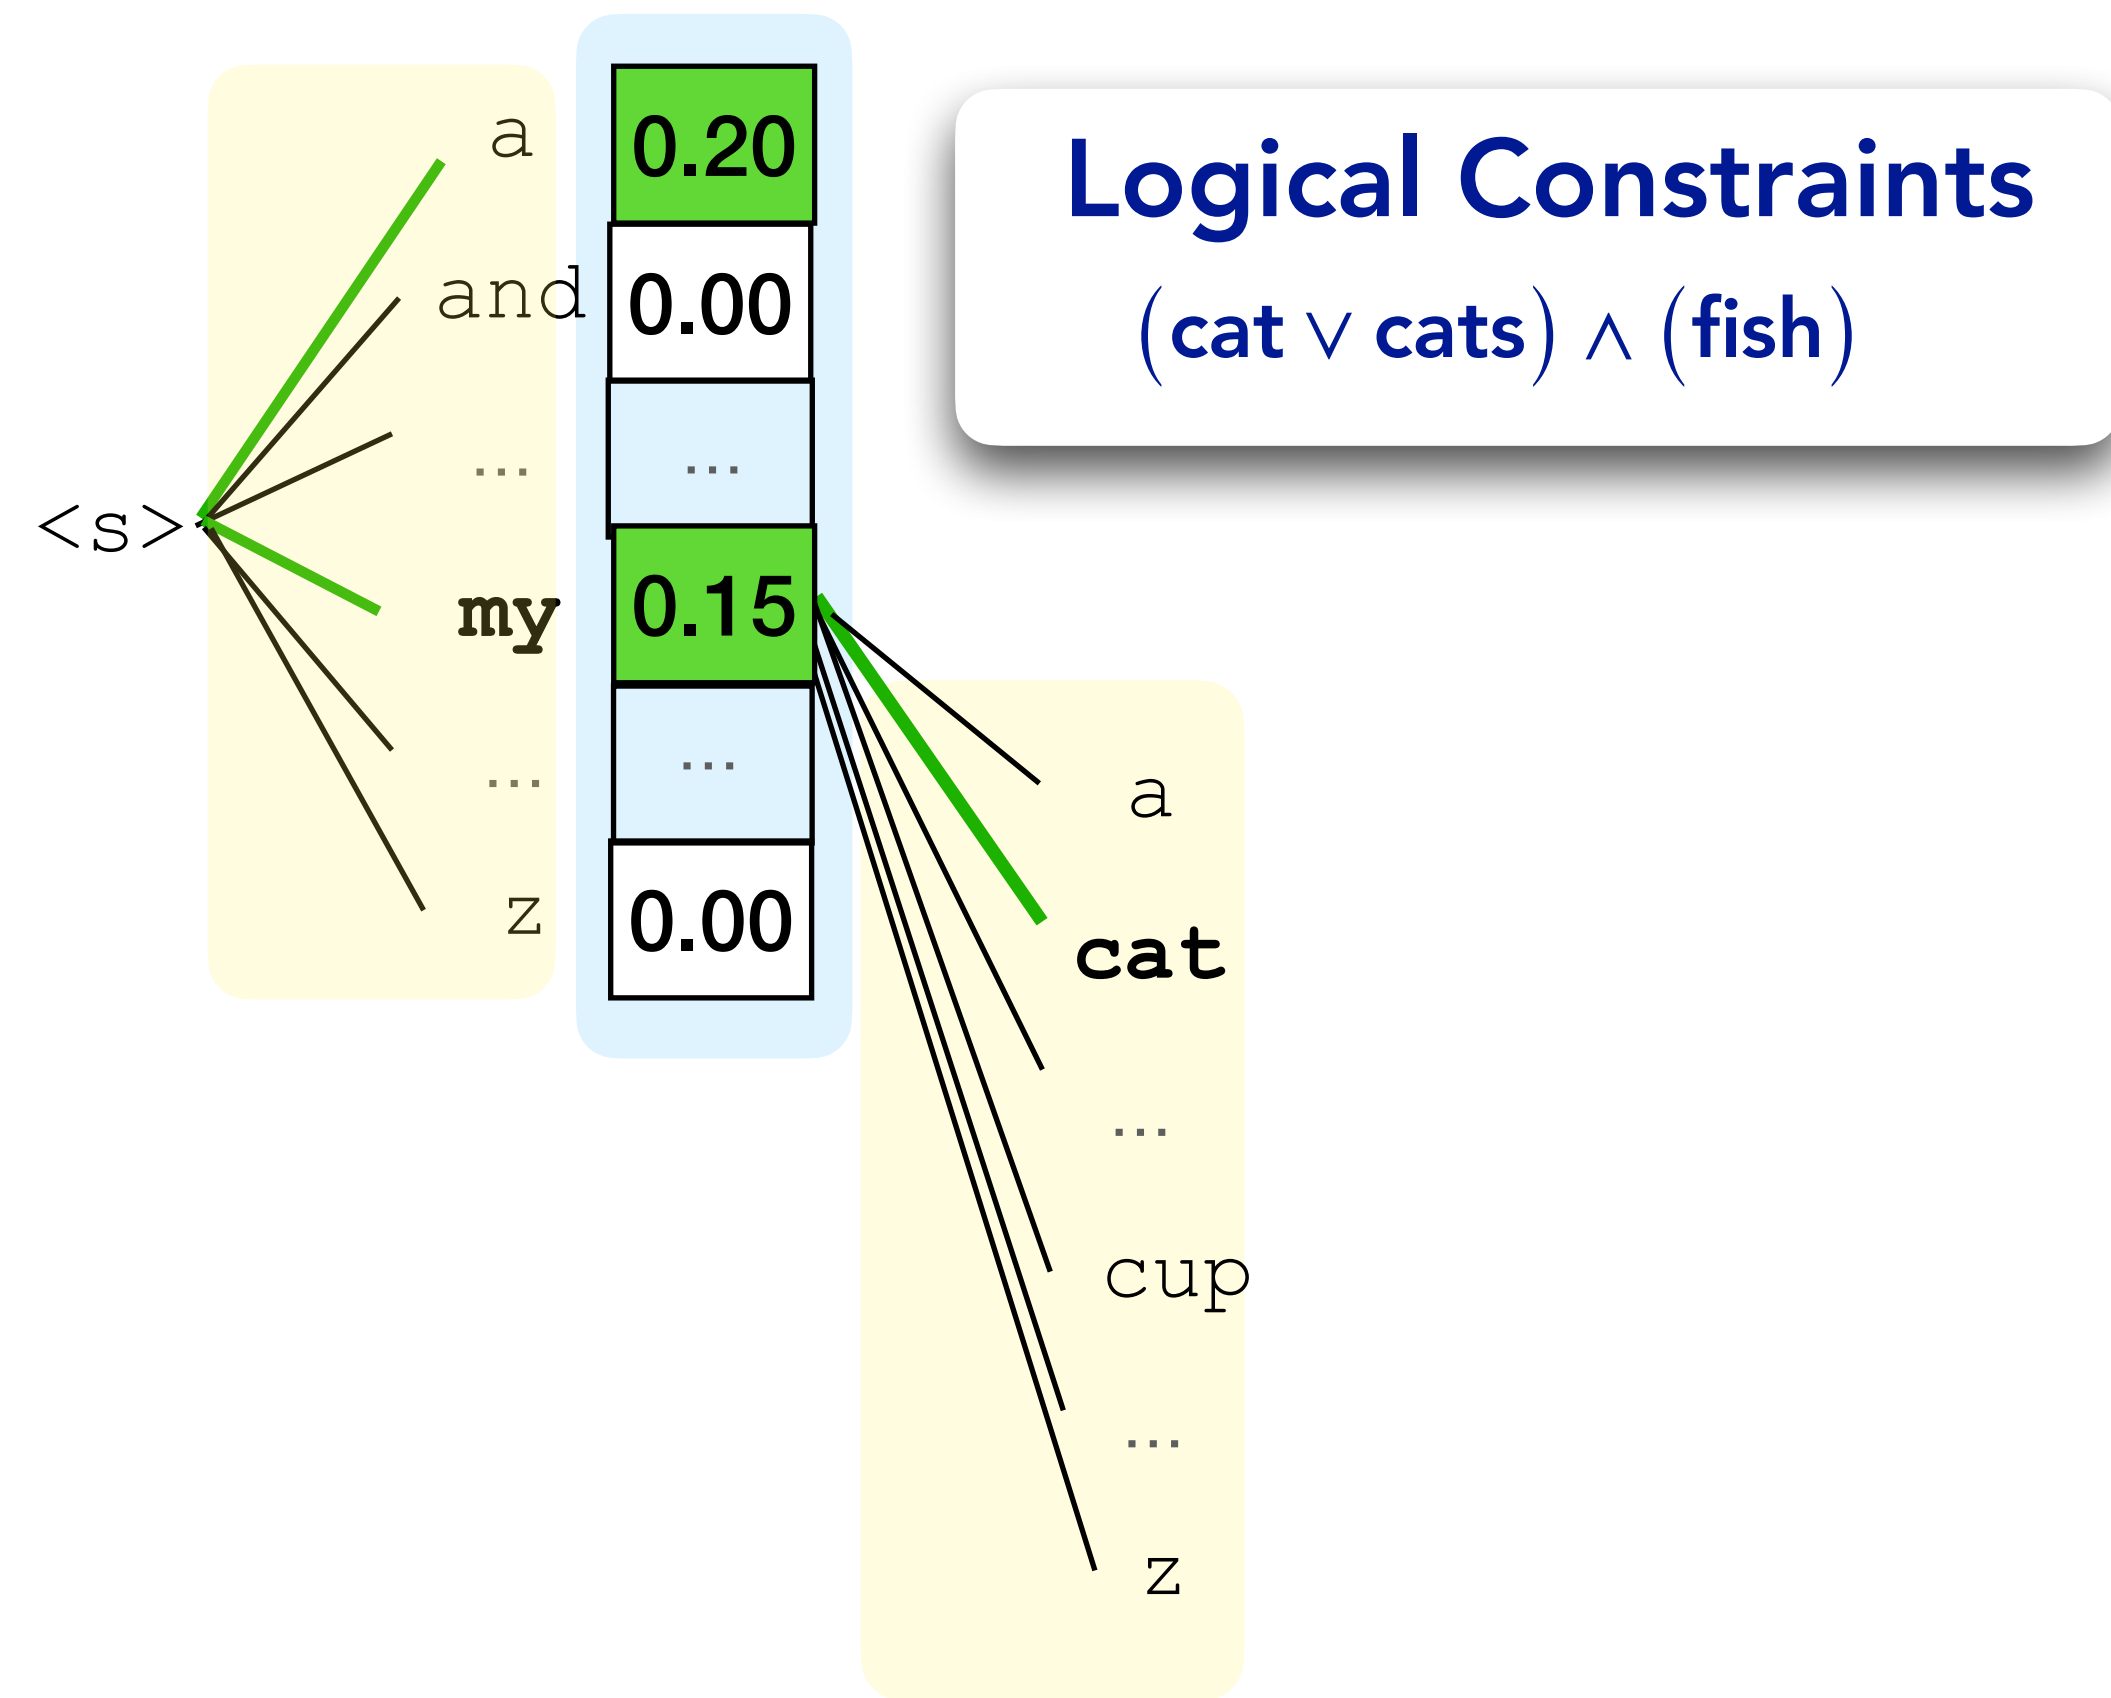 Logical Constraints
(cat ∨ cats) ∧ (fish)
<s>
a
0.20
and
0.00
...
...
my
0.15
...
...
z
0.00
a
cat
...
cup
...
z